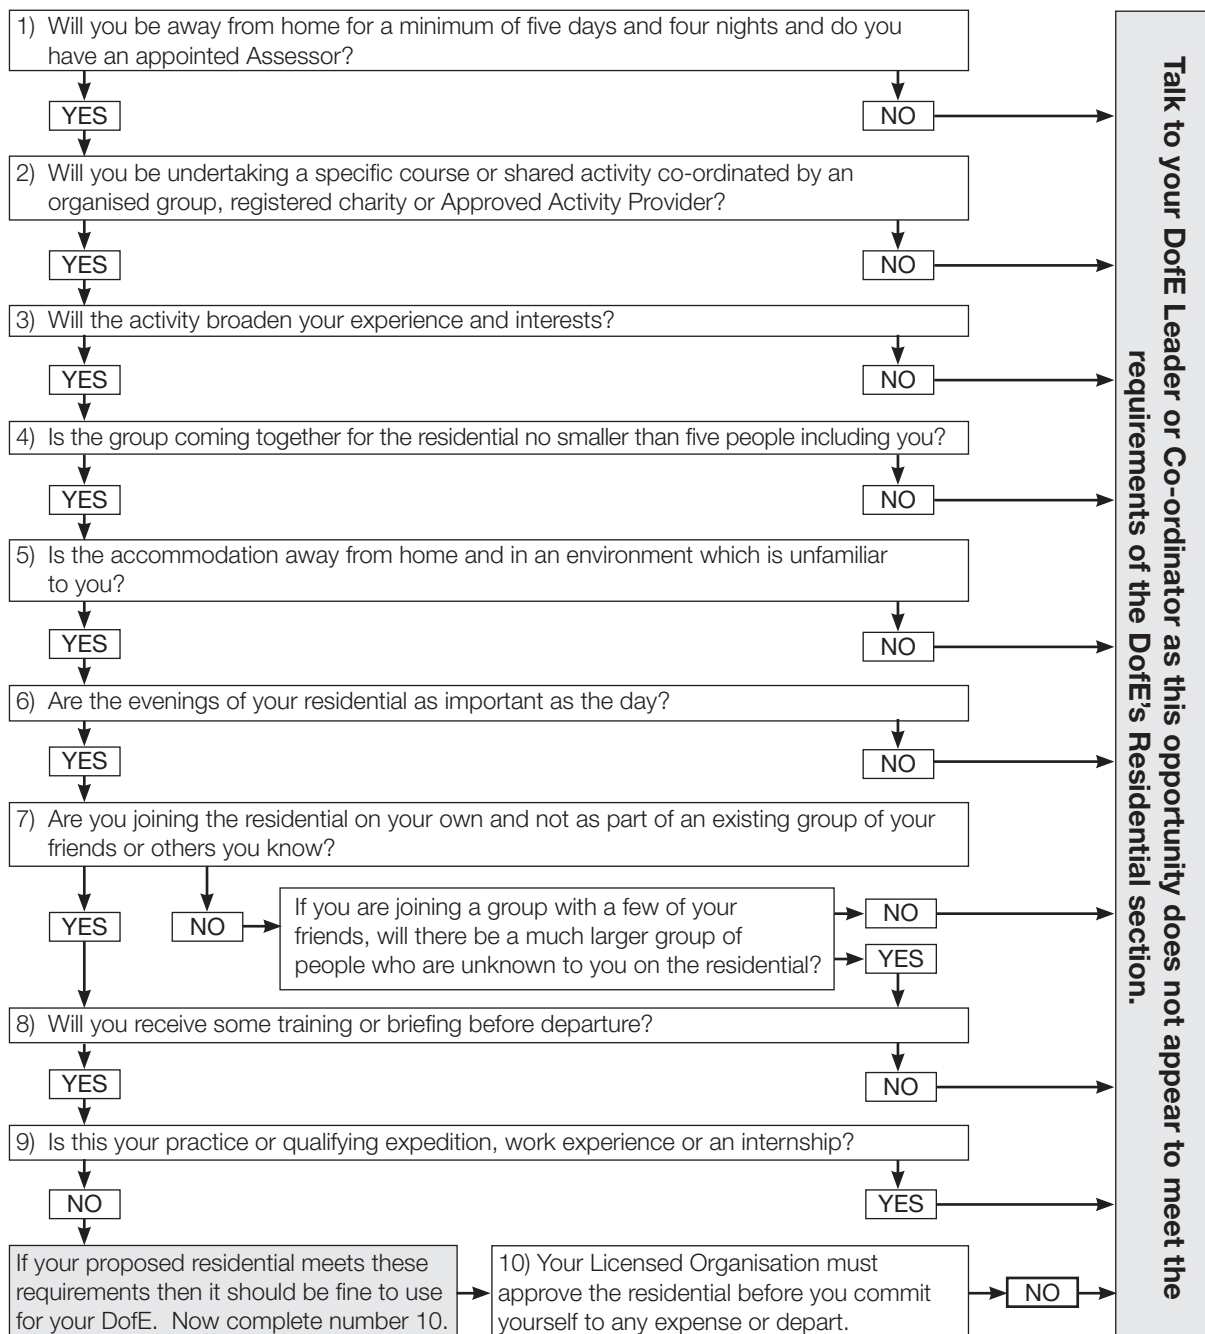 1) Will you be away from home for a minimum of five days and four nights and do you
have an appointed Assessor?
YES
NO
2) Will you be undertaking a specific course or shared activity co-ordinated by an
organised group, registered charity or Approved Activity Provider?
YES
NO
3) Will the activity broaden your experience and interests?
YES
NO
4) Is the group coming together for the residential no smaller than five people including you?
YES
NO
5) Is the accommodation away from home and in an environment which is unfamiliar
to you?
YES
NO
6) Are the evenings of your residential as important as the day?
YES
NO
7) Are you joining the residential on your own and not as part of an existing group of your
friends or others you know?
YES
NO
If you are joining a group with a few of your
friends, will there be a much larger group of
people who are unknown to you on the residential?
NO
YES
8) Will you receive some training or briefing before departure?
YES
NO
9) Is this your practice or qualifying expedition, work experience or an internship?
NO
YES
If your proposed residential meets these
requirements then it should be fine to use
for your DofE. Now complete number 10.
10) Your Licensed Organisation must
approve the residential before you commit
yourself to any expense or depart.
NO
Talk to your DofE Leader or Co-ordinator as this opportunity does not appear to meet the
requirements of the DofE's Residential section.